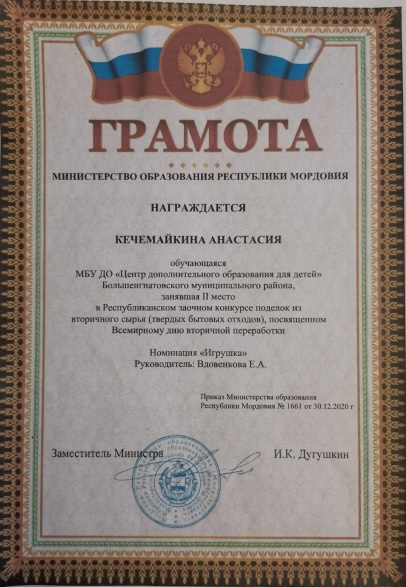 ГРАМОТА
МИНИСТЕРСТВО ОБРАЗОВАНИЯ РЕСПУБЛИКИ МОРДОВИЯ
НАГРАЖДАЕТСЯ
КЕЧЕМАЙКИНА АНАСТАСИЯ
обучающаяся
МБУ ДО «Центр дополнительного образования для детей»
Большеигнатовского муниципального района,
занявшая II место
в Республиканском заочном конкурсе поделок из
вторичного сырья (твердых бытовых отходов), посвященном
Всемирному дню вторичной переработки
Номинация «Игрушка»
Руководитель: Вдовенкова Е.А.
Приказ Министерства образования
Республики Мордовия № 1661 от 30.12.2020 г
Заместитель Министра И.К. Дугушкин